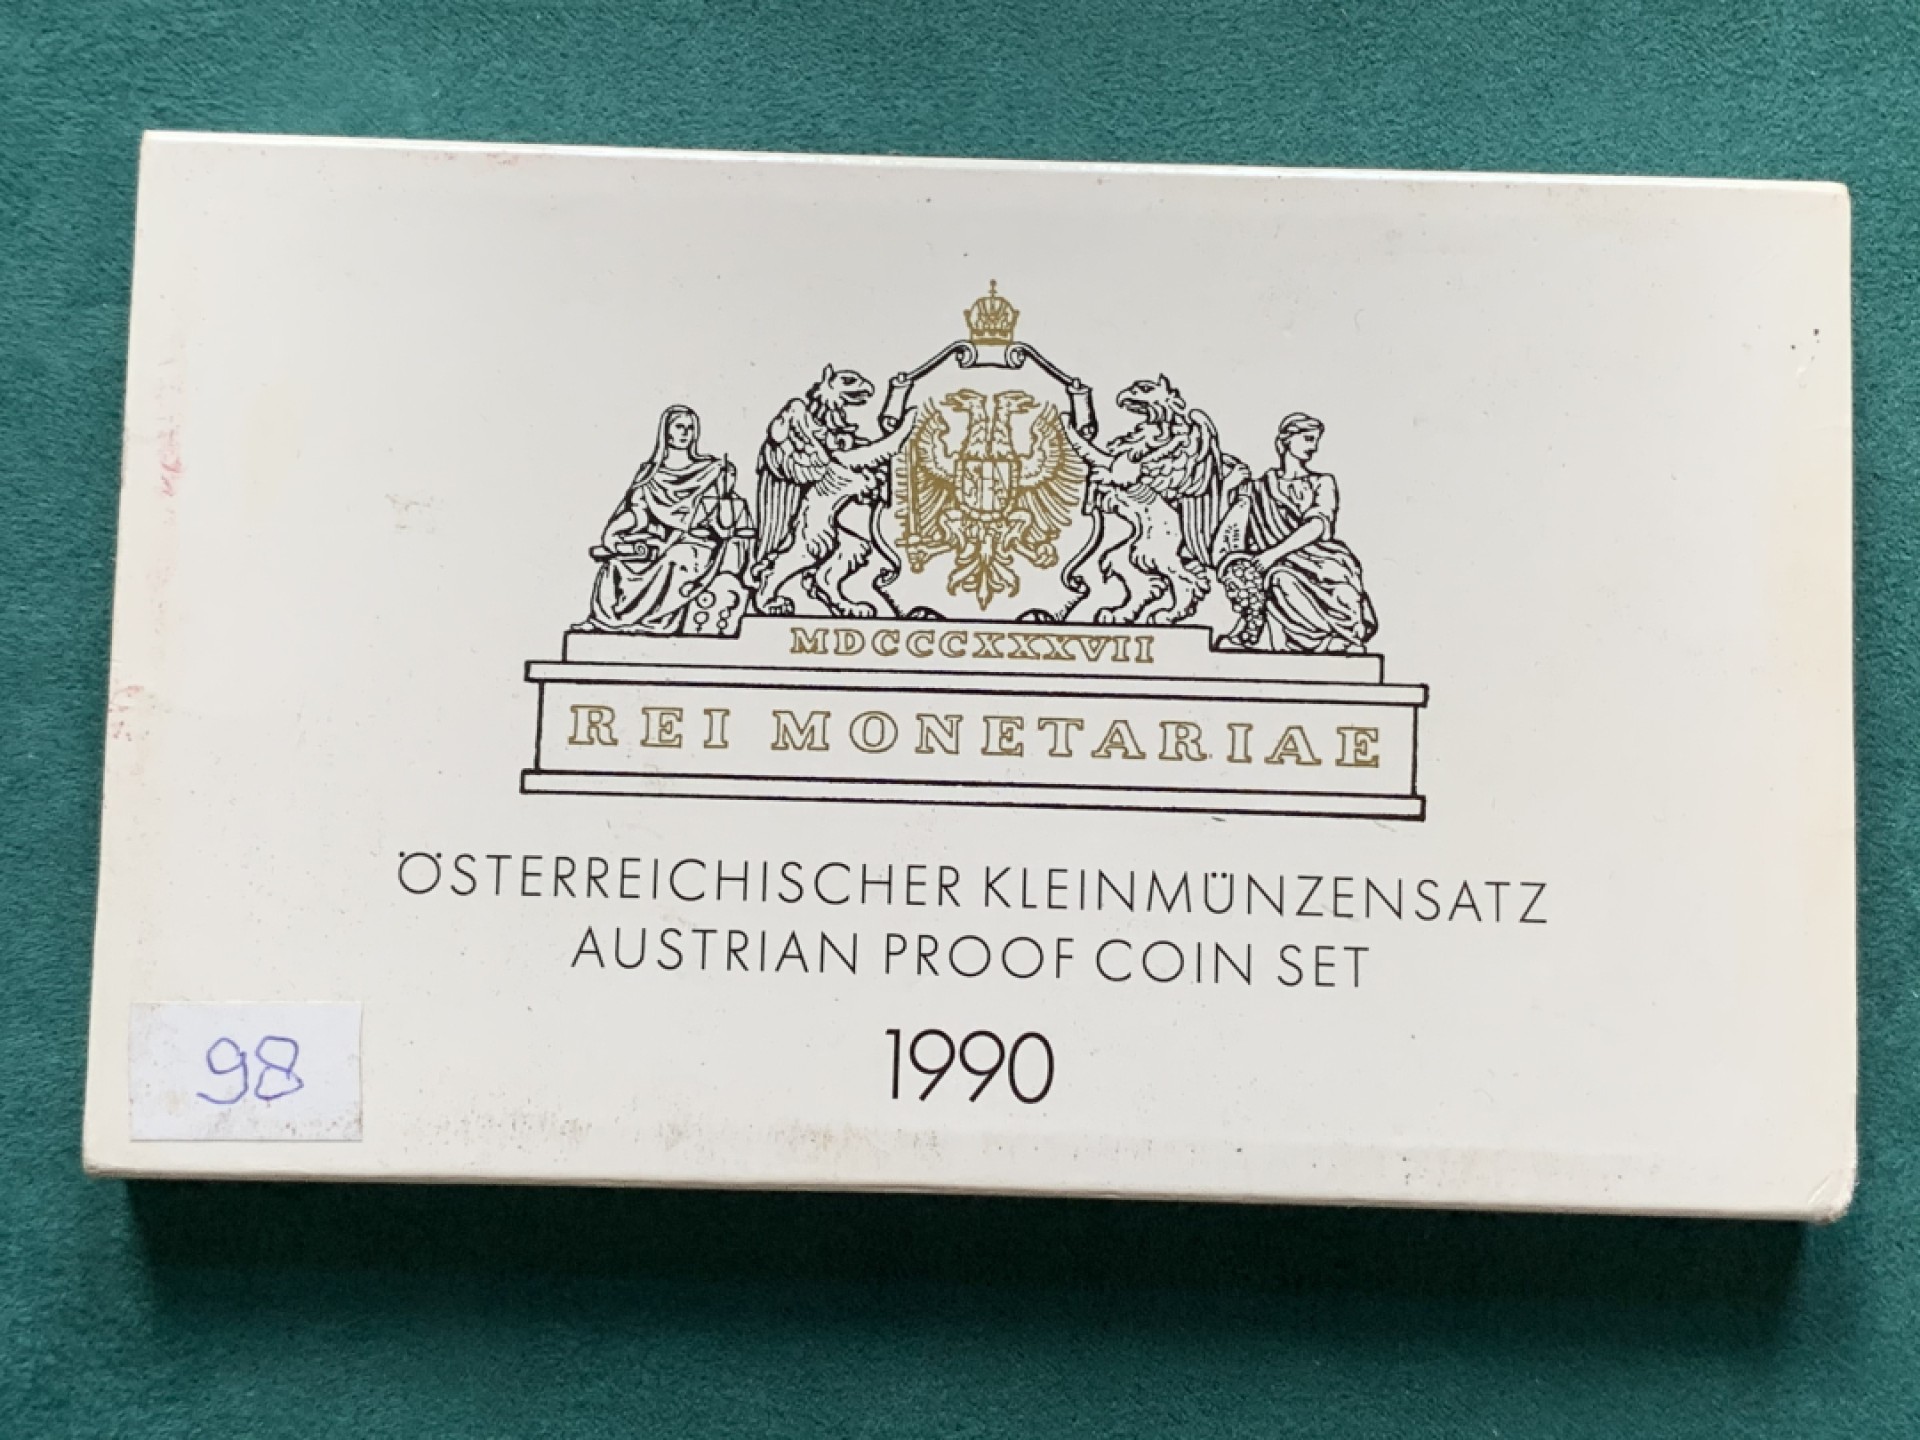 MDCCCXXXVII
REI MONETARIAE
ÖSTERREICHISCHER KLEINMÜNZENSATZ
AUSTRIAN PROOF COIN SET
1990
98